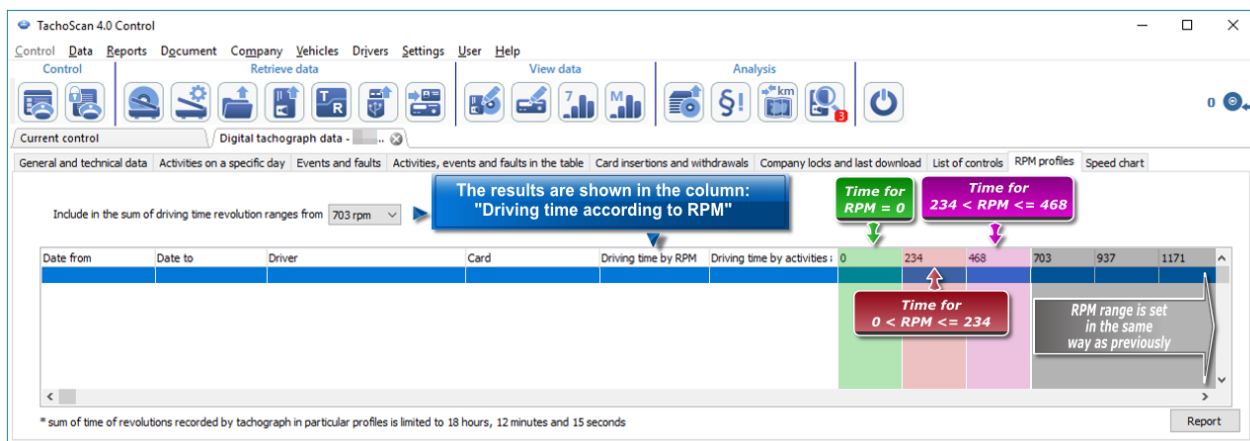 TachoScan 4.0 Control
Control Data Reports Document Company Vehicles Drivers Settings User Help
Control Retrieve data View data Analysis
T R 7 M §! km 3 0
Current control Digital tachograph data - ..
General and technical data Activities on a specific day Events and faults Activities, events and faults in the table Card insertions and withdrawals Company locks and last download List of controls RPM profiles Speed chart
The results are shown in the column:
"Driving time according to RPM"
Time for
RPM = 0
Time for
234 < RPM <= 468
Include in the sum of driving time revolution ranges from 703 rpm
Date from Date to Driver Card Driving time by RPM Driving time by activities 0 234 468 703 937 1171
Time for
0 < RPM <= 234
RPM range is set
in the same
way as previously
* sum of time of revolutions recorded by tachograph in particular profiles is limited to 18 hours, 12 minutes and 15 seconds
Report